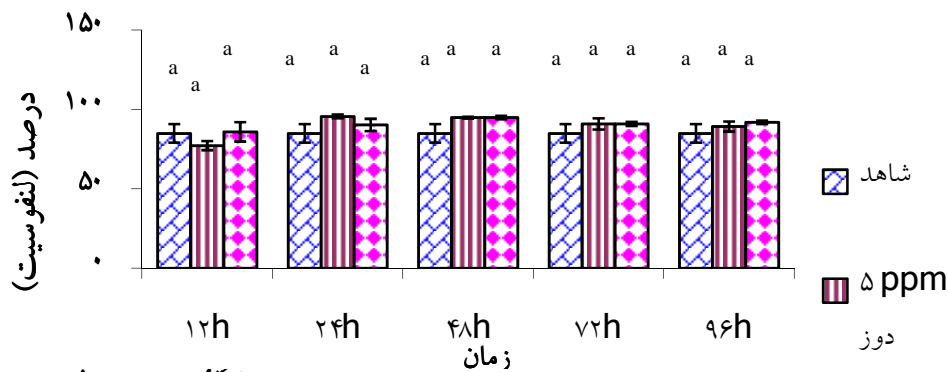 درصد (لنفوسیت)
۱۵۰
۱۰۰
۵۰
۰
a a a a a a a a a a a a a a a
۱۲h ۲۴h ۴۸h ۷۲h ۹۶h
زمان
شاهد
۵ ppm
دوز